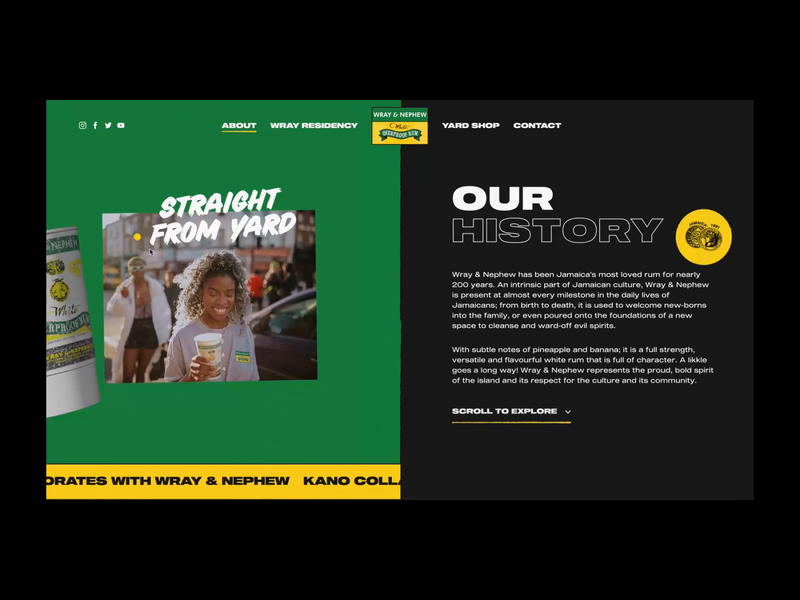 ABOUT
WRAY RESIDENCY
WRAY & NEPHEW
White
OVERPROOF RUM
YARD SHOP
CONTACT
STRAIGHT
FROM YARD
White
OUR
HISTORY
JAMAICA
Wray & Nephew has been Jamaica's most loved rum for nearly
200 years. An intrinsic part of Jamaican culture, Wray & Nephew
is present at almost every milestone in the daily lives of
Jamaicans; from birth to death, it is used to welcome new-borns
into the family, or even poured onto the foundations of a new
space to cleanse and ward-off evil spirits.
With subtle notes of pineapple and banana; it is a full strength,
versatile and flavourful white rum that is full of character. A likkle
goes a long way! Wray & Nephew represents the proud, bold spirit
of the island and its respect for the culture and its community.
SCROLL TO EXPLORE
ORATES WITH WRAY & NEPHEW KANO COLLA